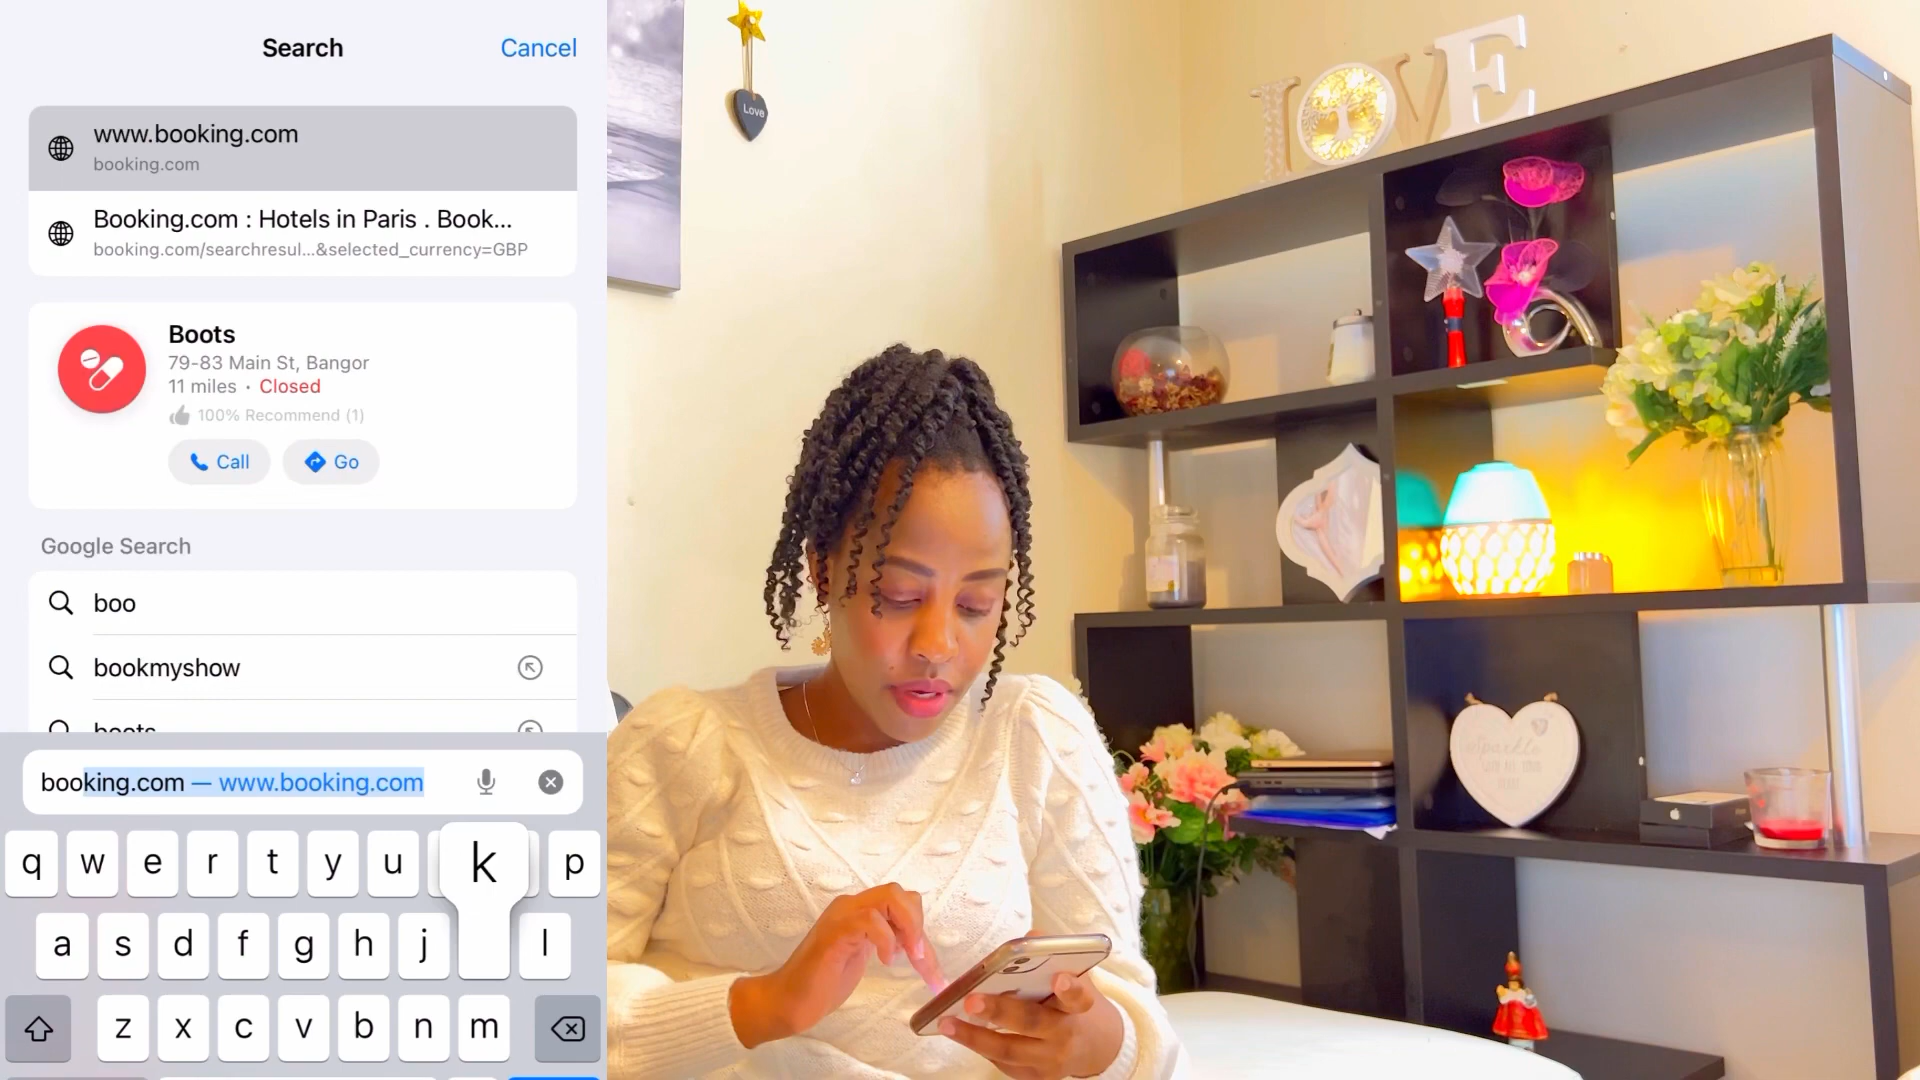 Search
Cancel
www.booking.com
booking.com
Booking.com : Hotels in Paris . Book...
booking.com/searchresul...&selected_currency=GBP
Boots
79-83 Main St, Bangor
11 miles · Closed
100% Recommend (1)
Call
Go
Google Search
boo
bookmyshow
boots
booking.com — www.booking.com
q w e r t y u k p
a s d f g h j l
z x c v b n m
Love
LOVE
Sparkle